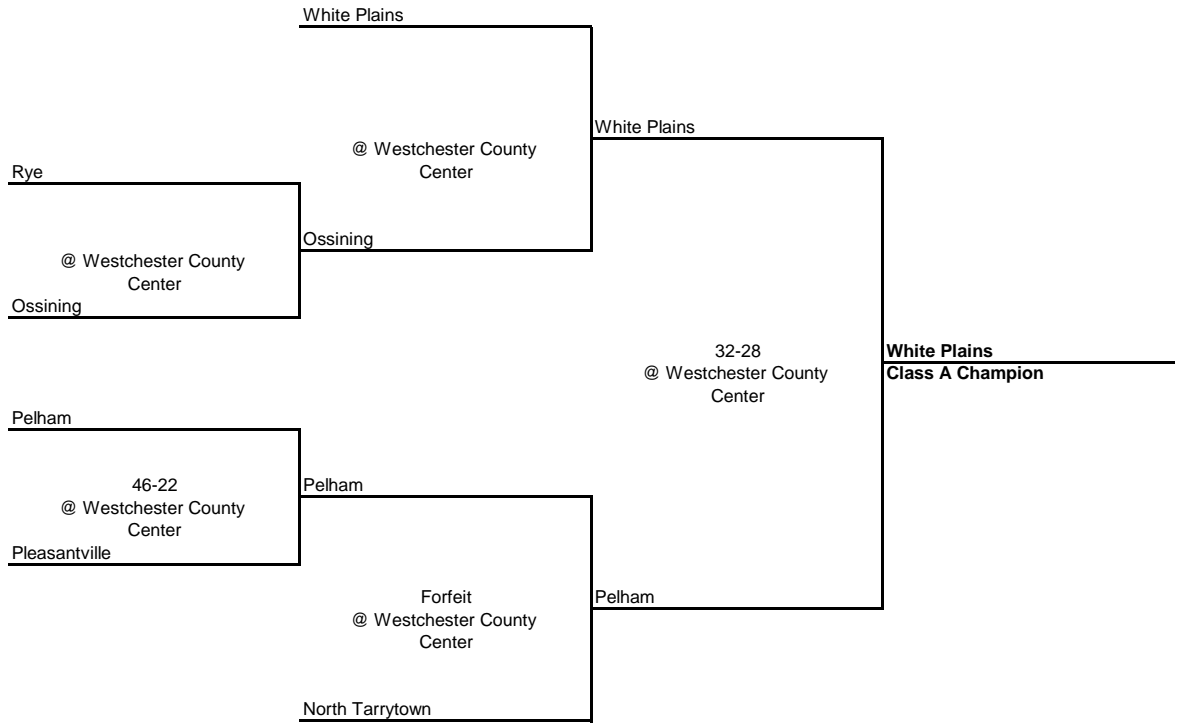 White Plains
White Plains
@ Westchester County
Center
Rye
Ossining
@ Westchester County
Center
Ossining
32-28
@ Westchester County
Center
White Plains
Class A Champion
Pelham
46-22
@ Westchester County
Center
Pelham
Pleasantville
Forfeit
@ Westchester County
Center
Pelham
North Tarrytown